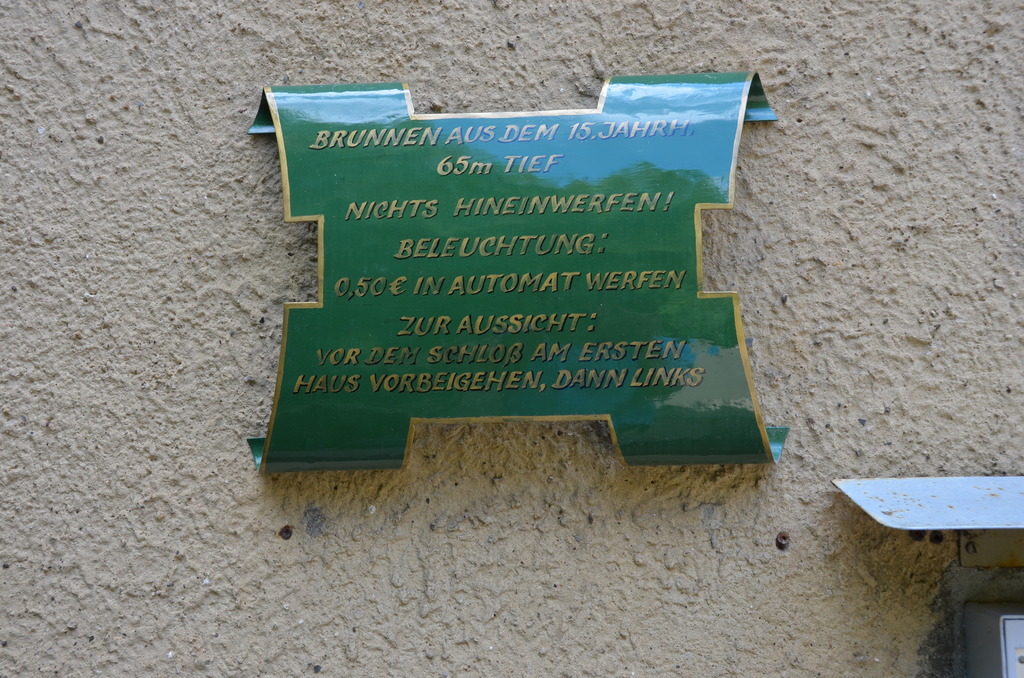 BRUNNEN AUS DEM 15. JAHRH.
65m TIEF
NICHTS HINEINWERFEN!
BELEUCHTUNG:
0,50 € IN AUTOMAT WERFEN
ZUR AUSSICHT:
VOR DEM SCHLOß AM ERSTEN
HAUS VORBEIGEHEN, DANN LINKS